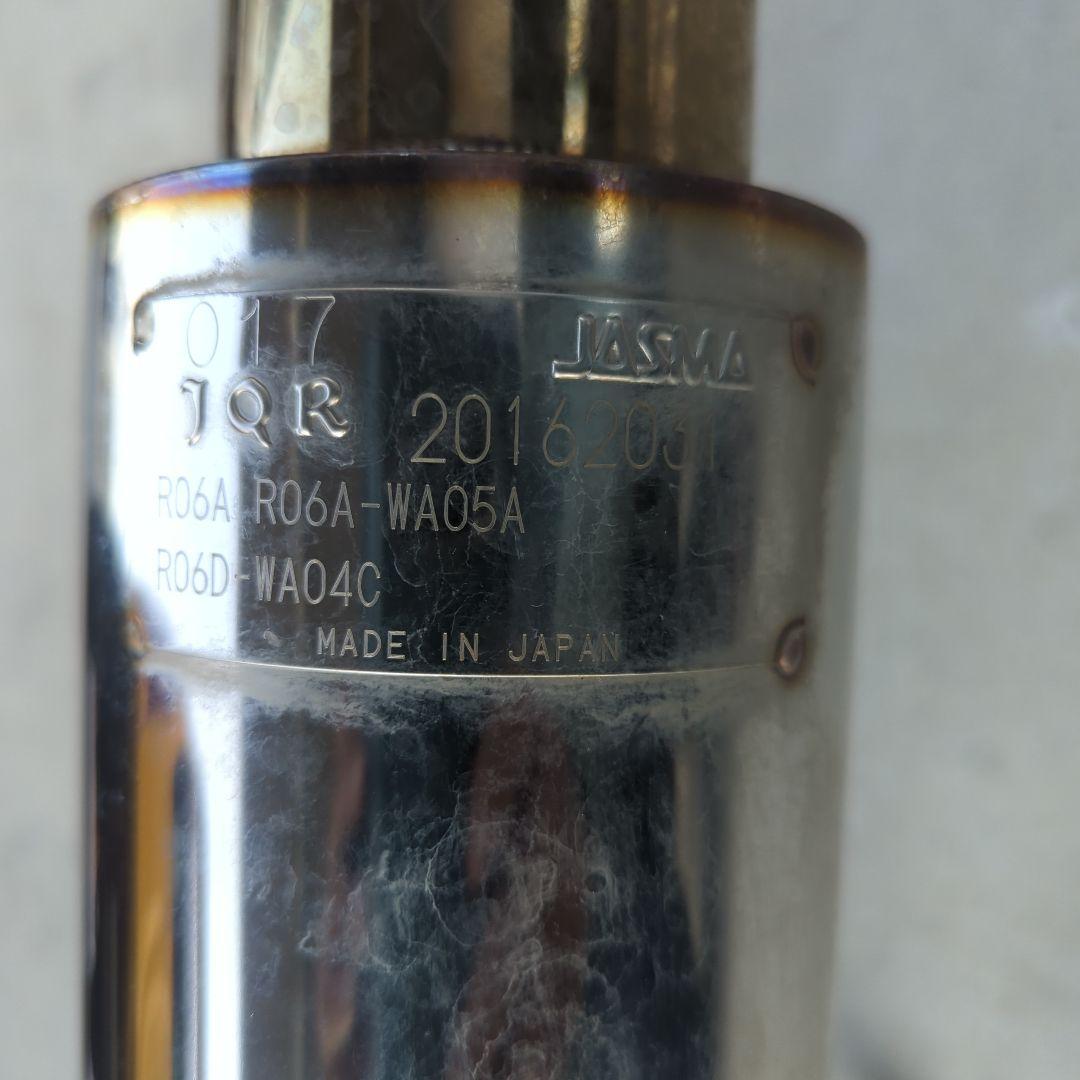 017 JASMA
JQR 20162031
R06A R06A-WA05A
R06D-WA04C
MADE IN JAPAN